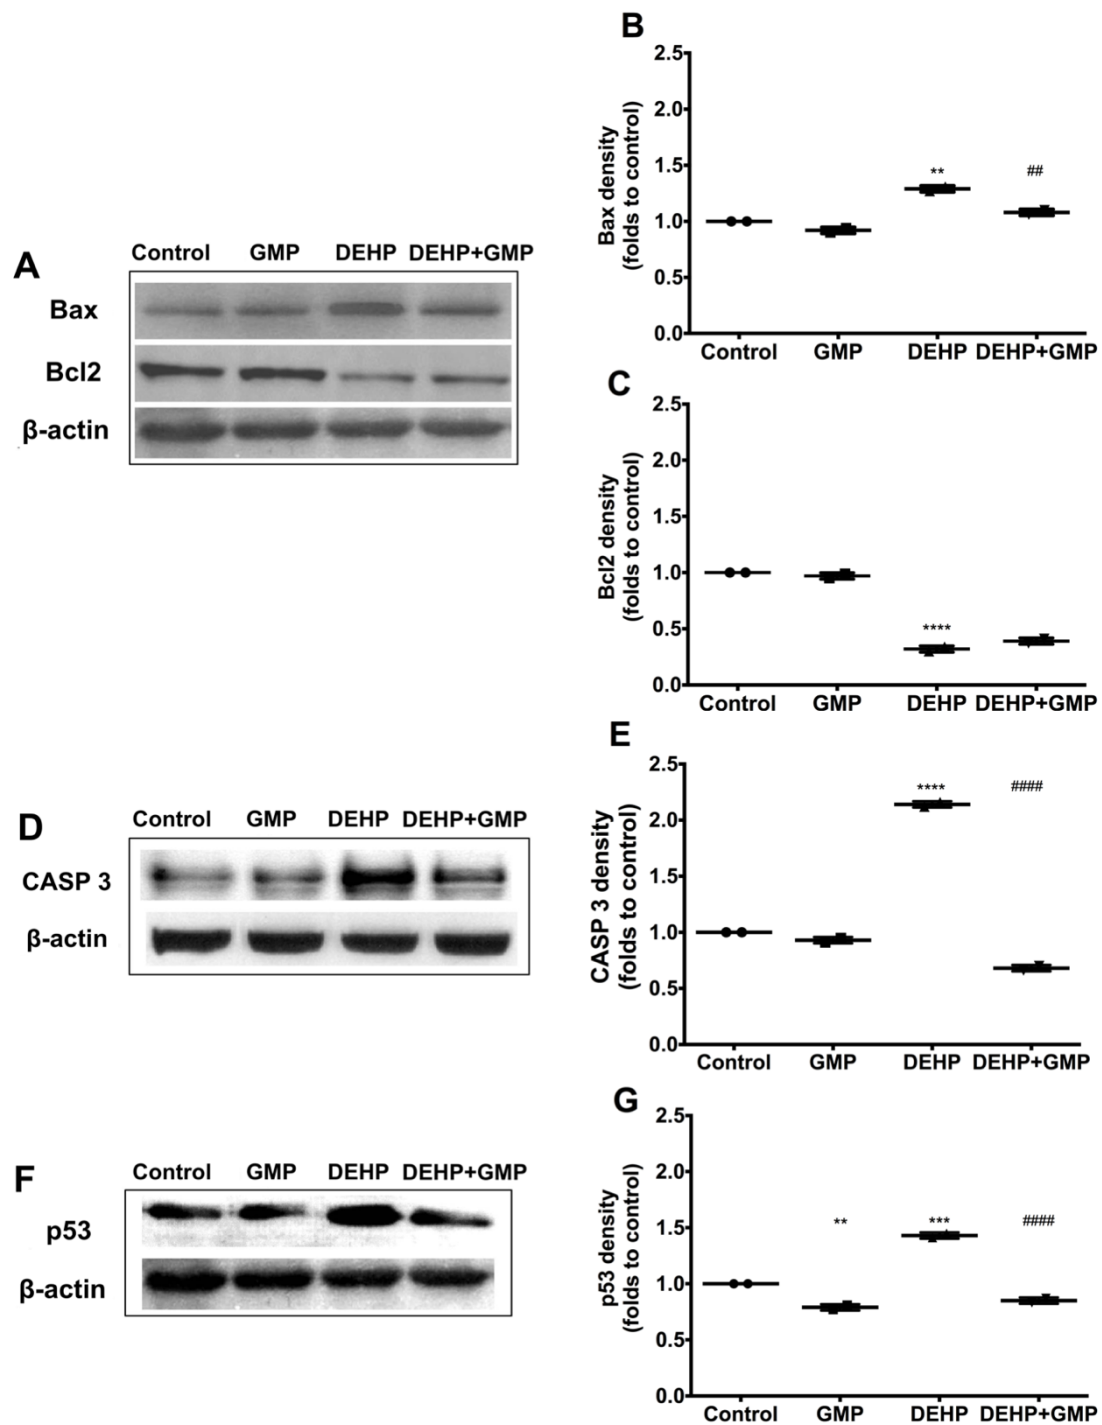 A
Control GMP DEHP DEHP+GMP
Bax
Bcl2
β-actin
B
Bax density
(folds to control)
2.5
2.0
1.5
1.0
0.5
0.0
**
##
Control GMP DEHP DEHP+GMP
C
Bcl2 density
(folds to control)
2.5
2.0
1.5
1.0
0.5
0.0
****
Control GMP DEHP DEHP+GMP
D
Control GMP DEHP DEHP+GMP
CASP 3
β-actin
E
CASP 3 density
(folds to control)
2.5
2.0
1.5
1.0
0.5
0.0
****
####
Control GMP DEHP DEHP+GMP
F
Control GMP DEHP DEHP+GMP
p53
β-actin
G
p53 density
(folds to control)
2.5
2.0
1.5
1.0
0.5
0.0
**
***
####
Control GMP DEHP DEHP+GMP